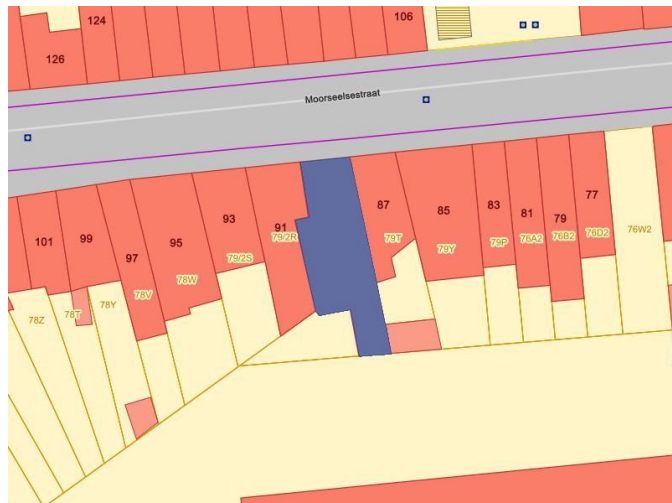 124
106
126
Moorseelsestraat
101
99
97
95
93
91
87
85
83
81
79
77
78Z
78T
78Y
78V
78W
79/2S
79/2R
79T
79Y
79P
76A2
76B2
76D2
76W2